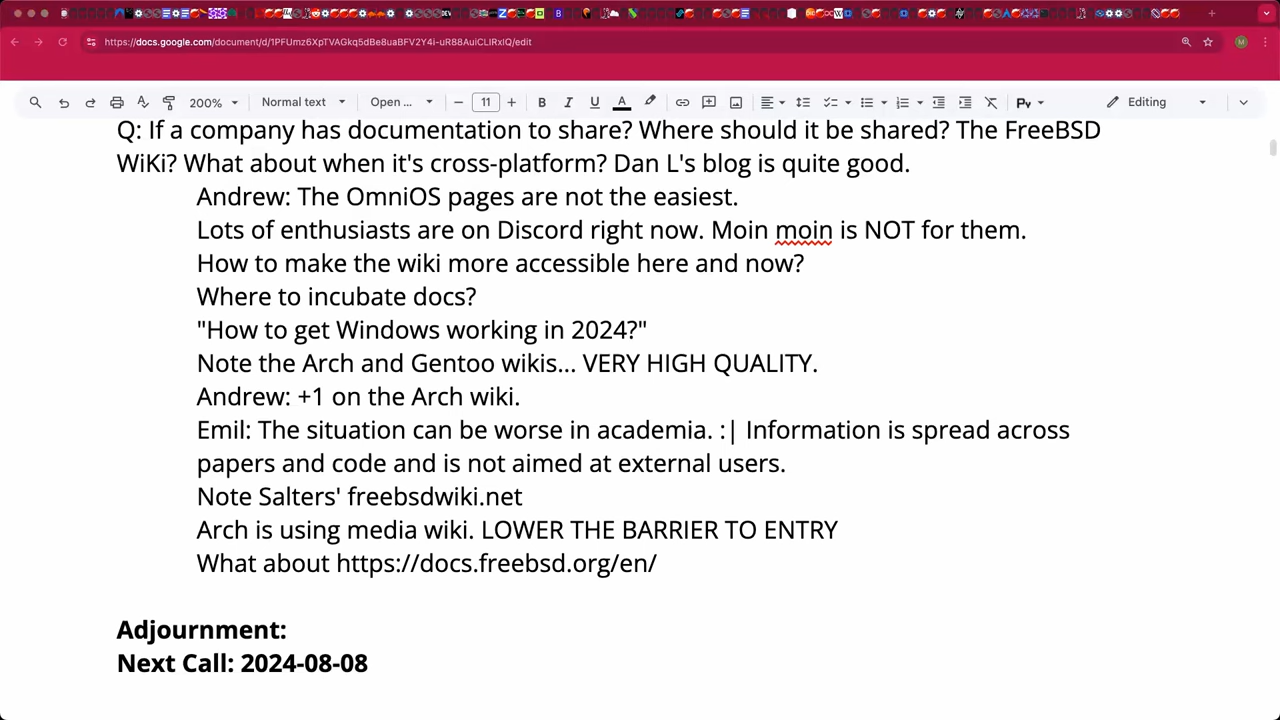 https://docs.google.com/document/d/1PFUmz6XpTVAGkq5dBe8uaBFV2Y4i-uR88AuiCLIRxIQ/edit
M
200%
Normal text
Open ...
11
B
I
U
A
Editing
Q: If a company has documentation to share? Where should it be shared? The FreeBSD
WiKi? What about when it's cross-platform? Dan L's blog is quite good.
Andrew: The OmniOS pages are not the easiest.
Lots of enthusiasts are on Discord right now. Moin moin is NOT for them.
How to make the wiki more accessible here and now?
Where to incubate docs?
"How to get Windows working in 2024?"
Note the Arch and Gentoo wikis... VERY HIGH QUALITY.
Andrew: +1 on the Arch wiki.
Emil: The situation can be worse in academia. :| Information is spread across
papers and code and is not aimed at external users.
Note Salters' freebsdwiki.net
Arch is using media wiki. LOWER THE BARRIER TO ENTRY
What about https://docs.freebsd.org/en/
Adjournment:
Next Call: 2024-08-08